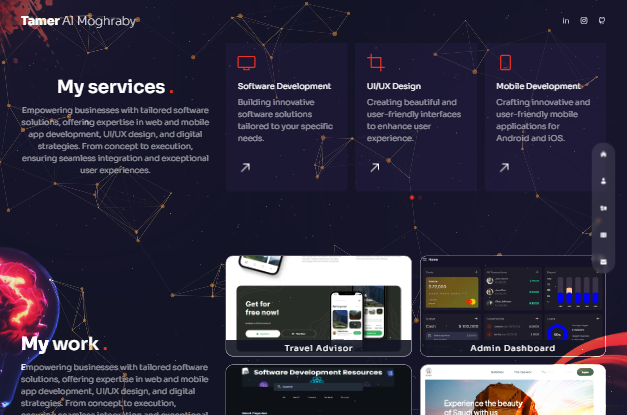 Tamer Al Moghraby
in
My services .
Empowering businesses with tailored software
solutions, offering expertise in web and mobile
app development, UI/UX design, and digital
strategies. From concept to execution,
ensuring seamless integration and exceptional
user experiences.
Software Development
Building innovative
software solutions
tailored to your specific
needs.
UI/UX Design
Creating beautiful and
user-friendly interfaces
to enhance user
experience.
Mobile Development
Crafting innovative and
user-friendly mobile
applications for
Android and iOS.
My work .
Empowering businesses with tailored software
solutions, offering expertise in web and mobile
app development, UI/UX design, and digital
strategies. From concept to execution,
ensuring seamless integration and exceptional
Get for
free now!
Travel Advisor
Home
Cash
$ 100,000
Admin Dashboard
Software Development Resources
Experience the beauty
of Saudi with us